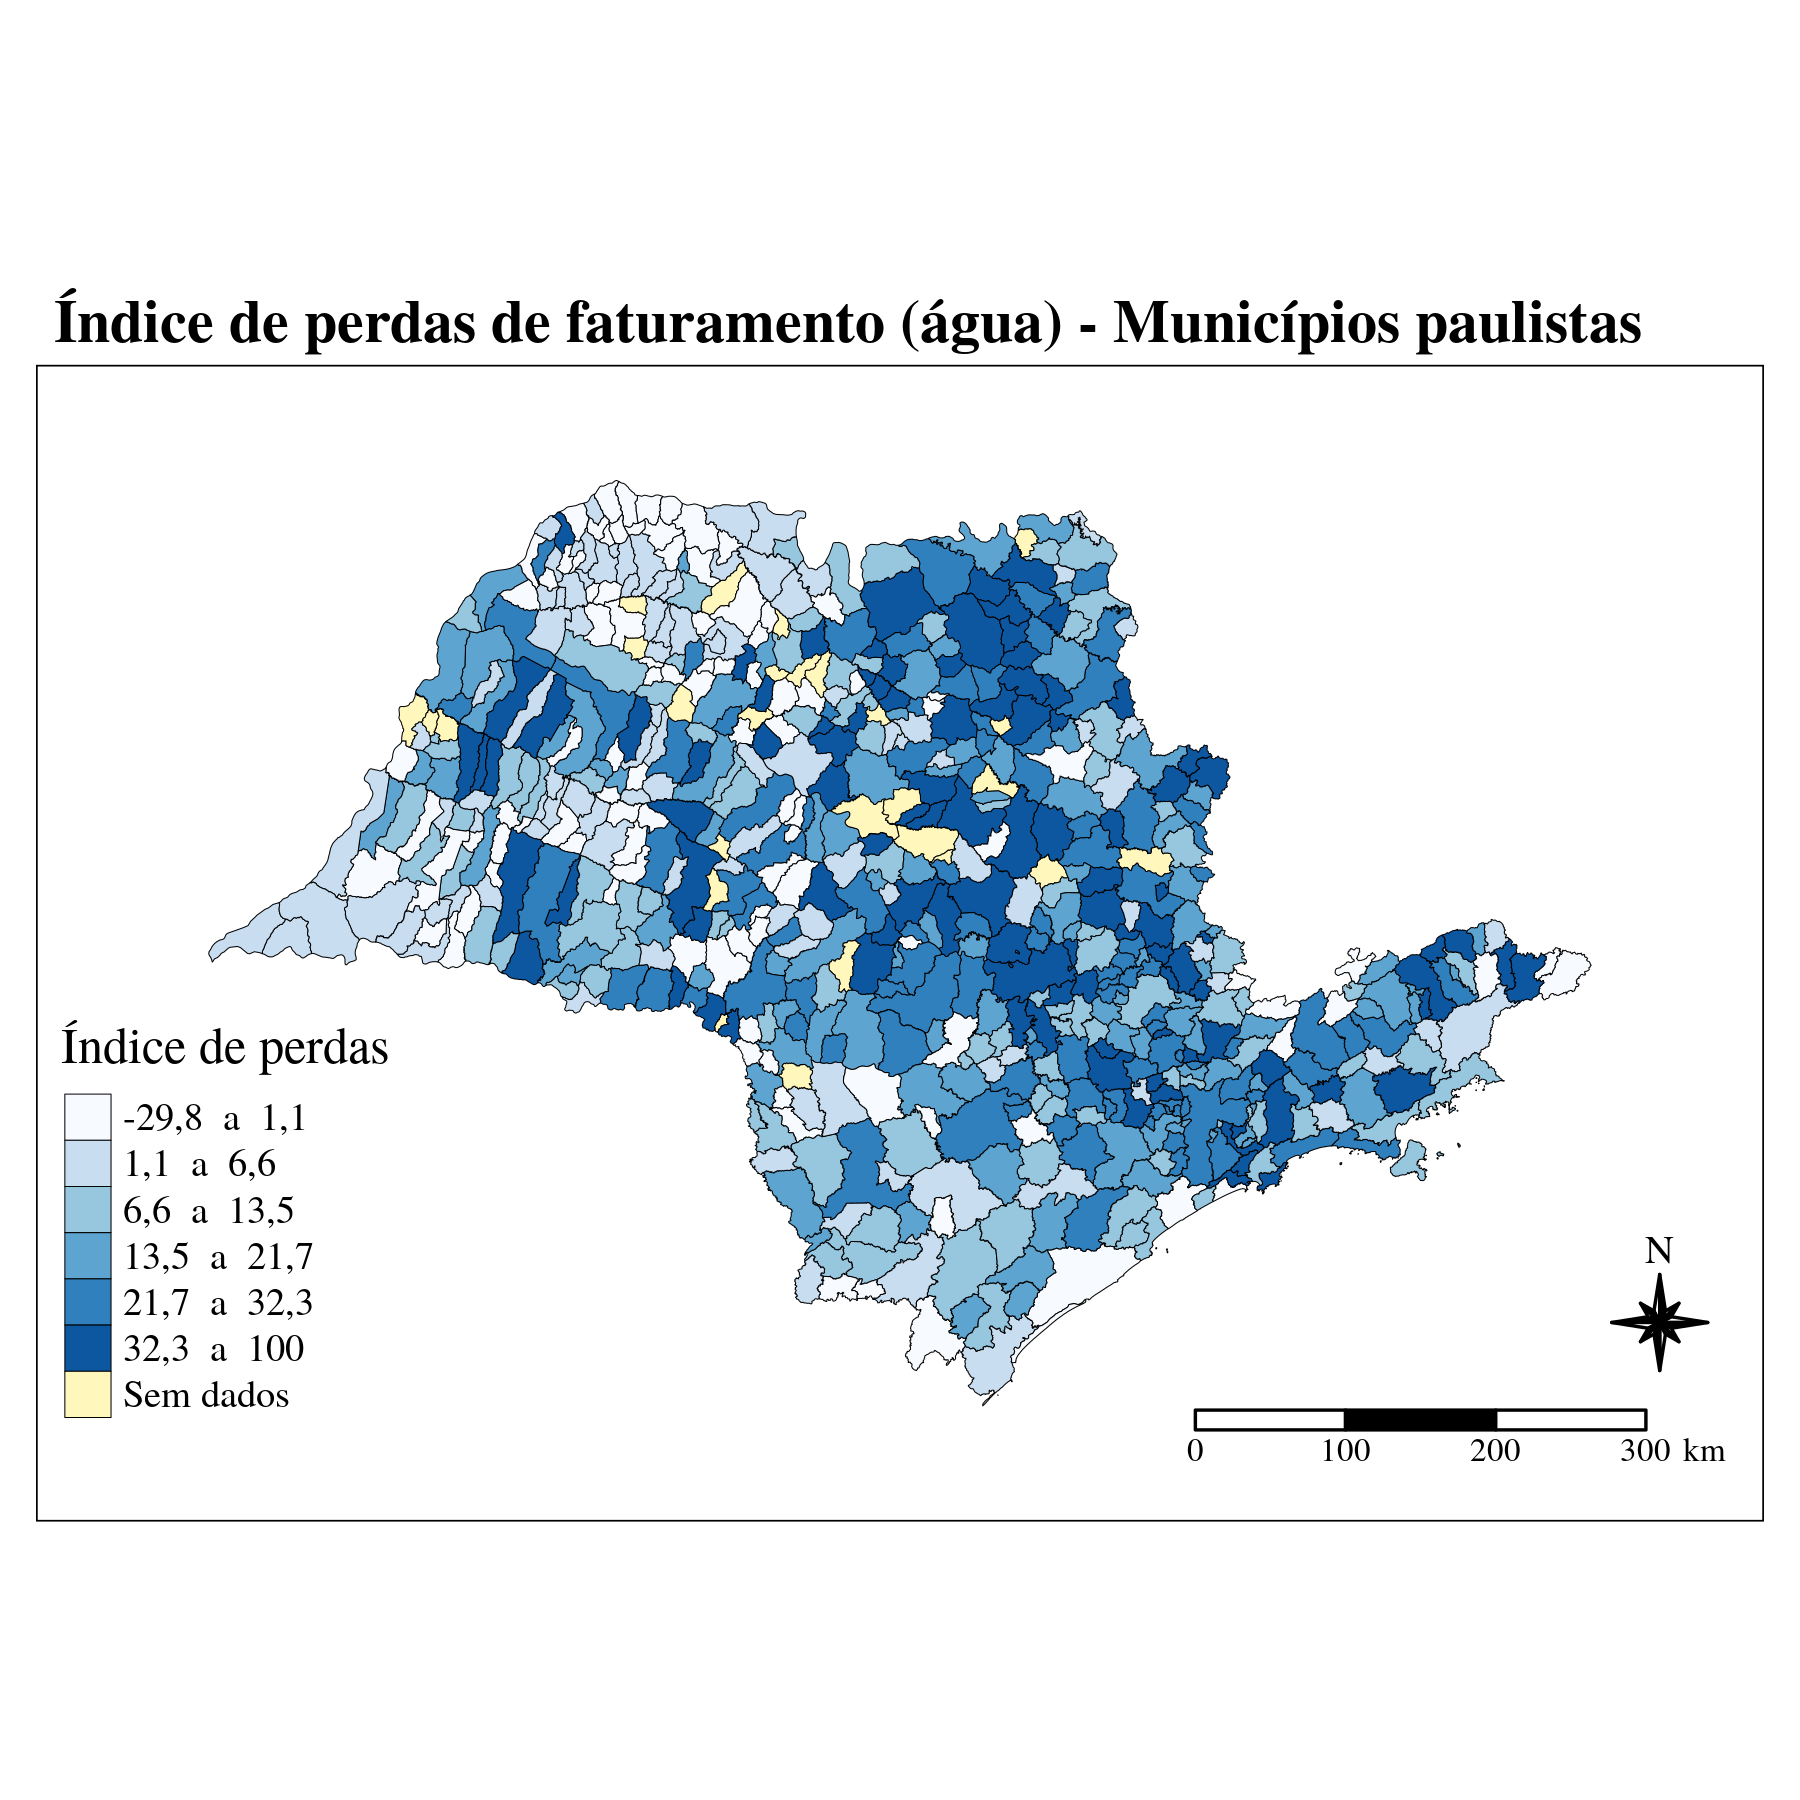 Índice de perdas de faturamento (água) - Municípios paulistas
Índice de perdas
-29,8 a 1,1
1,1 a 6,6
6,6 a 13,5
13,5 a 21,7
21,7 a 32,3
32,3 a 100
Sem dados
N
0 100 200 300 km